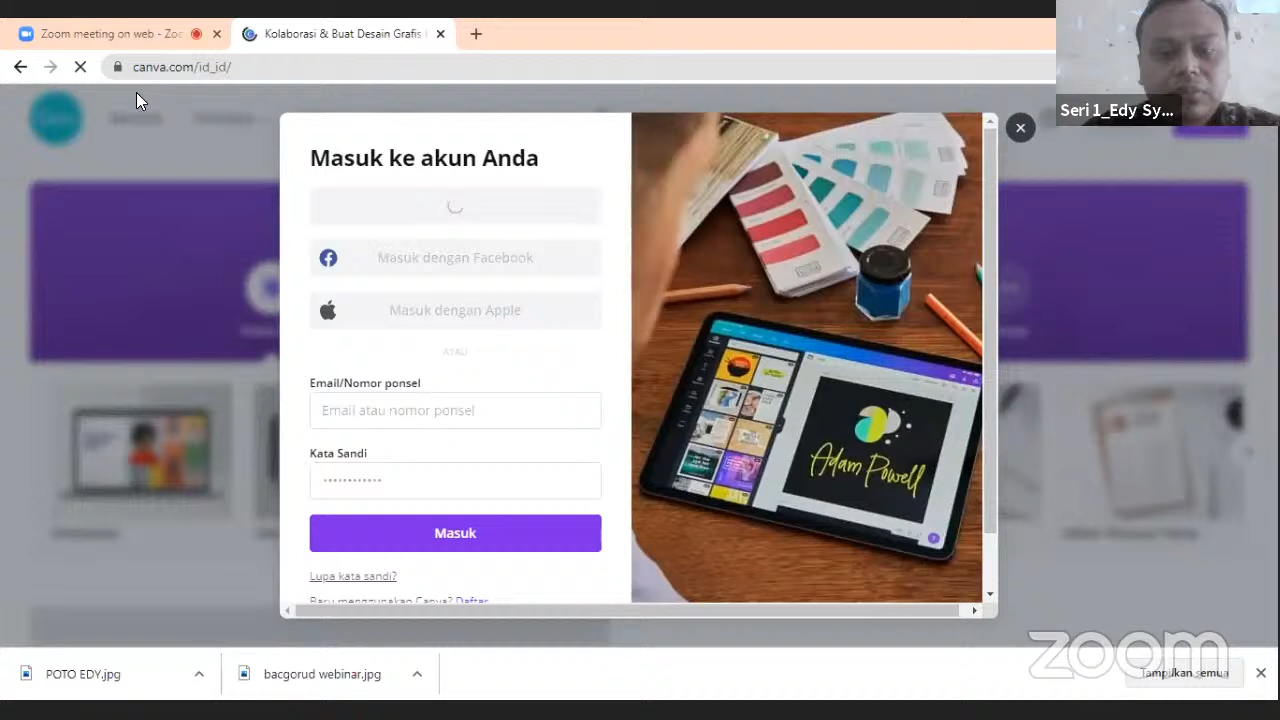 Zoom meeting on web - Zoo
Kolaborasi & Buat Desain Grafis
canva.com/id_id/
Seri 1_Edy Sy...
Masuk ke akun Anda
Masuk dengan Facebook
Masuk dengan Apple
ATAU
Email/Nomor ponsel
Email atau nomor ponsel
Kata Sandi
Masuk
Lupa kata sandi?
Baru menggunakan Canva? Daftar
Adam Powell
POTO EDY.jpg
bacgorud webinar.jpg
Tampilkan semua
zoom